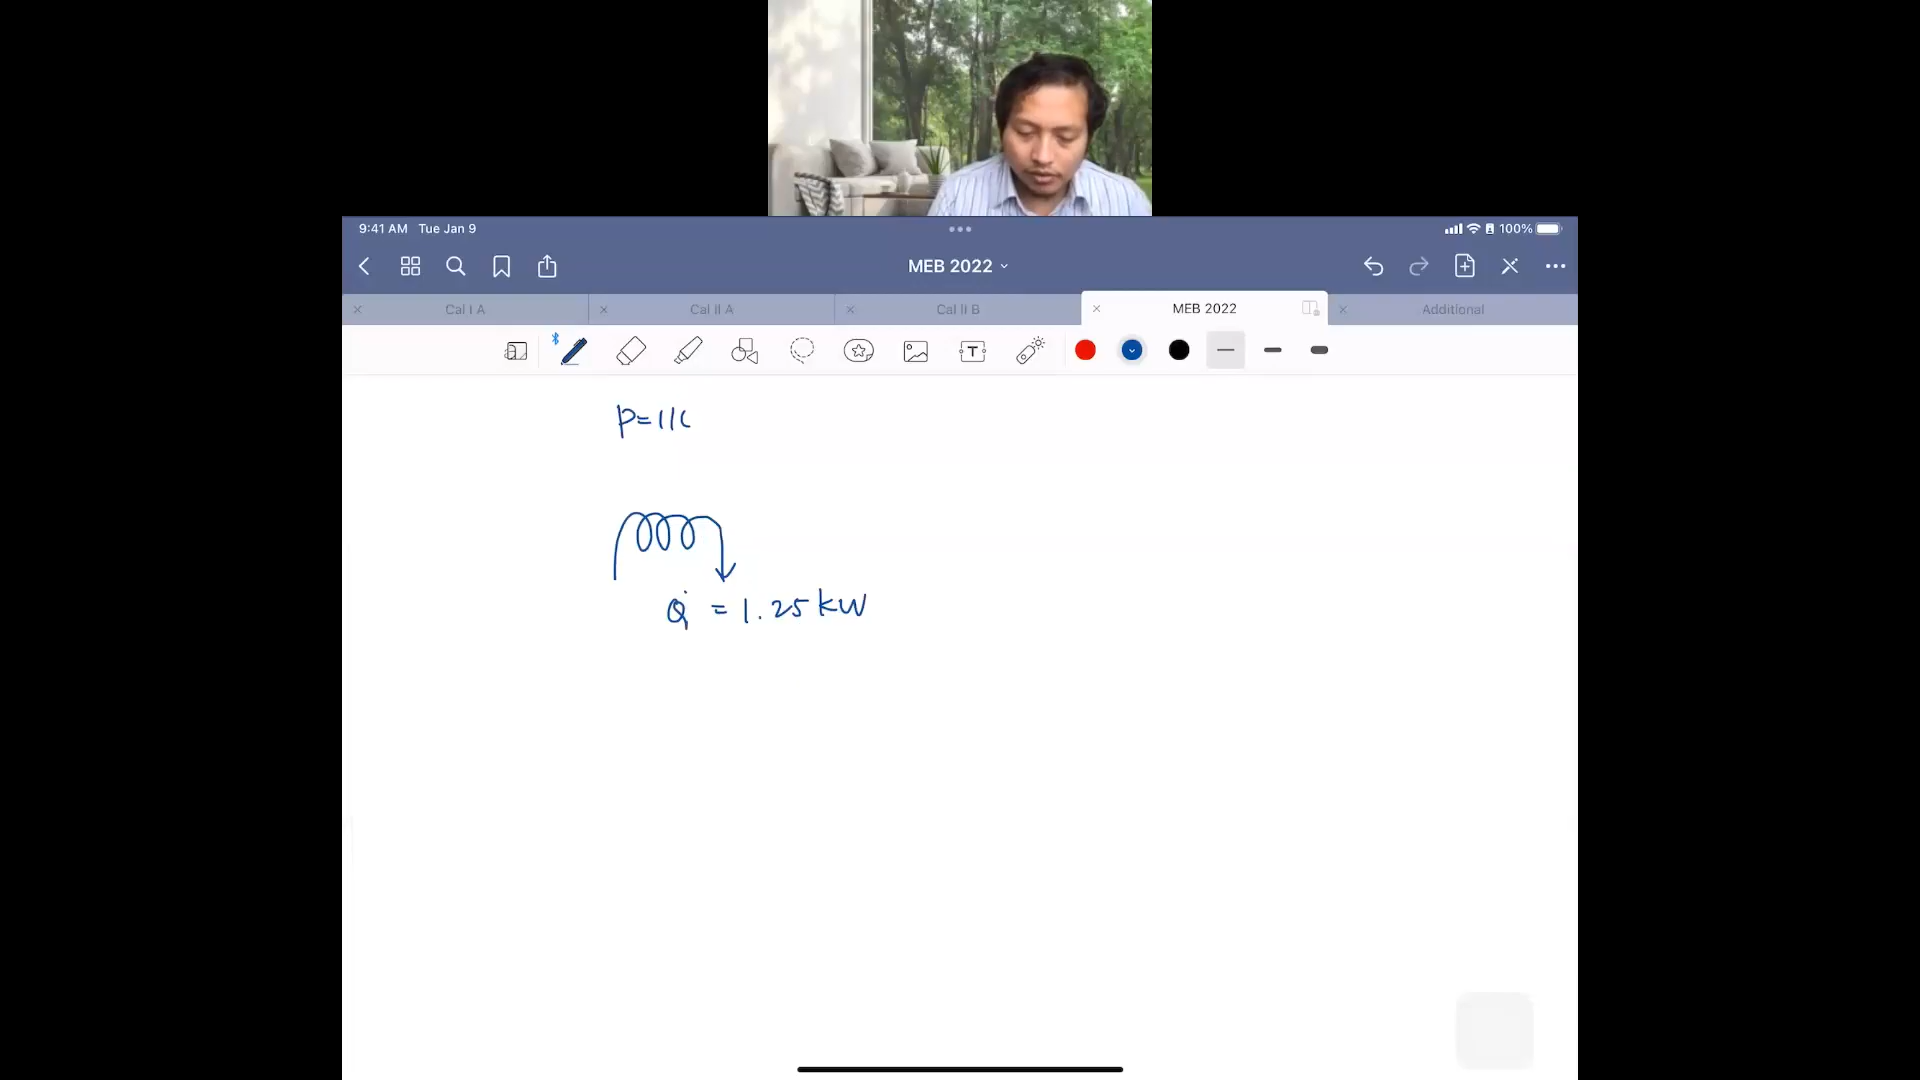 9:41 AM Tue Jan 9
100%
MEB 2022
Cal I A
Cal II A
Cal II B
MEB 2022
Additional
T
P=11
Q̇ = 1.25 kW